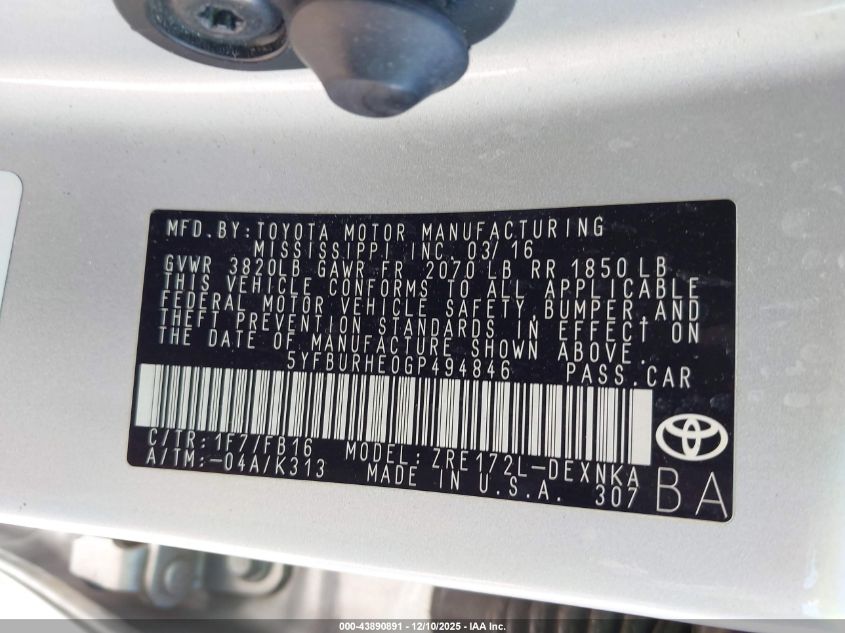 MFD. BY: TOYOTA MOTOR MANUFACTURING
MISSISSIPPI INC. 03/16
GVWR 3820LB GAWR FR 2070 LB RR 1850 LB
THIS VEHICLE CONFORMS TO ALL APPLICABLE
FEDERAL MOTOR VEHICLE SAFETY, BUMPER, AND
THEFT PREVENTION STANDARDS IN EFFECT ON
THE DATE OF MANUFACTURE SHOWN ABOVE.
5YFBURHE0GP494846 PASS. CAR
C/TR: 1F7/FB16 MODEL: ZRE172L-DEXNKA
A/TM: -04A/K313 MADE IN U.S.A. 307
BA
000-43890891 - 12/10/2025 - IAA Inc.